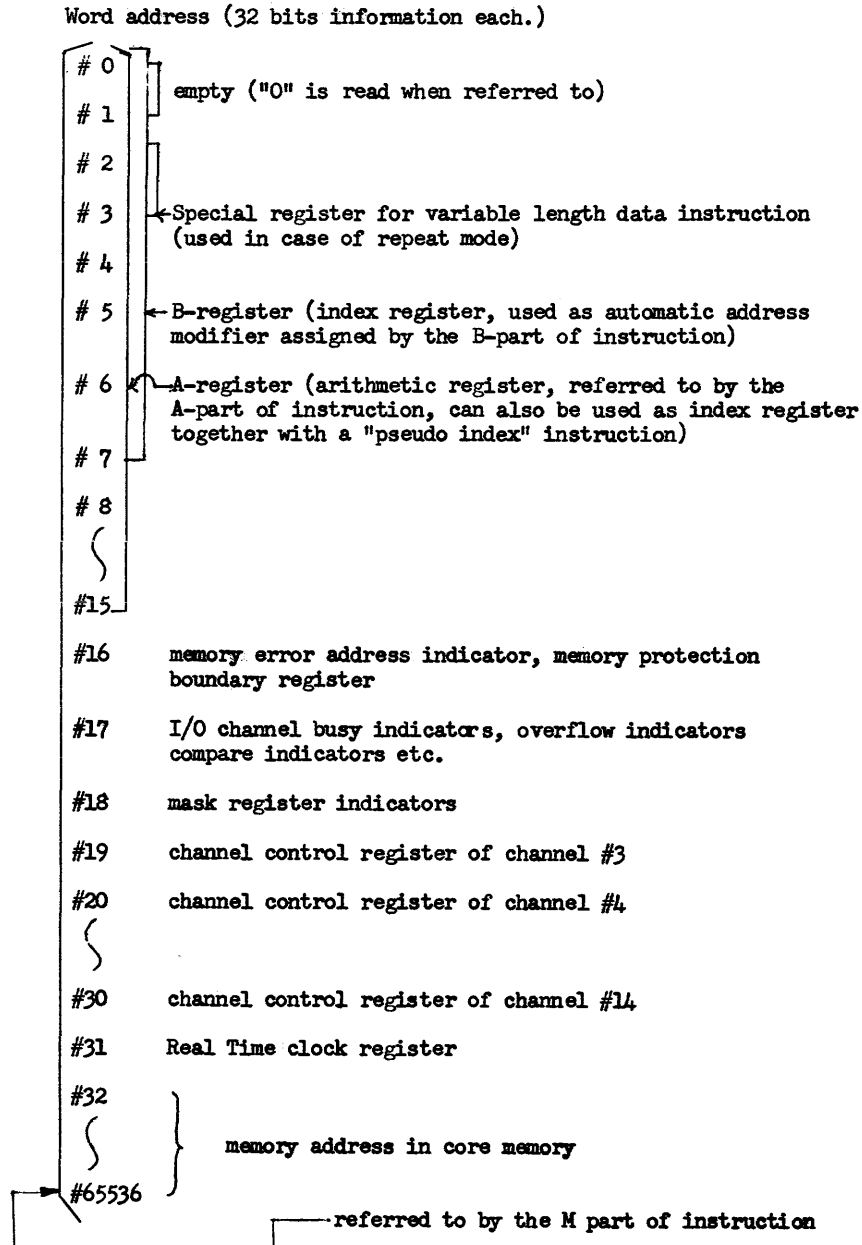 Word address (32 bits information each.)
# 0
empty ("0" is read when referred to)
# 1
# 2
# 3 Special register for variable length data instruction
(used in case of repeat mode)
# 4
# 5 B-register (index register, used as automatic address
modifier assigned by the B-part of instruction)
# 6 A-register (arithmetic register, referred to by the
A-part of instruction, can also be used as index register
together with a "pseudo index" instruction)
# 7
# 8
#15
#16 memory error address indicator, memory protection
boundary register
#17 I/O channel busy indicators, overflow indicators
compare indicators etc.
#18 mask register indicators
#19 channel control register of channel #3
#20 channel control register of channel #4
#30 channel control register of channel #14
#31 Real Time clock register
#32
memory address in core memory
#65536
referred to by the M part of instruction